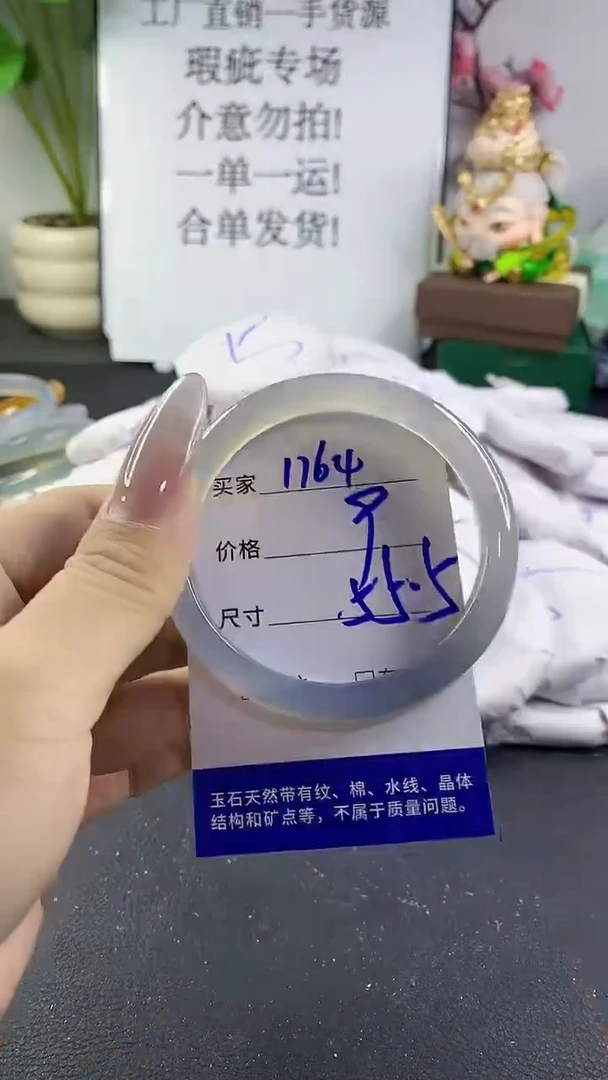 工厂直销一手货源
瑕疵专场
介意勿拍!
一单一运!
合单发货!
买家 1764
价格
尺寸 55.5
玉石天然带有纹、棉、水线、晶体
结构和矿点等，不属于质量问题。